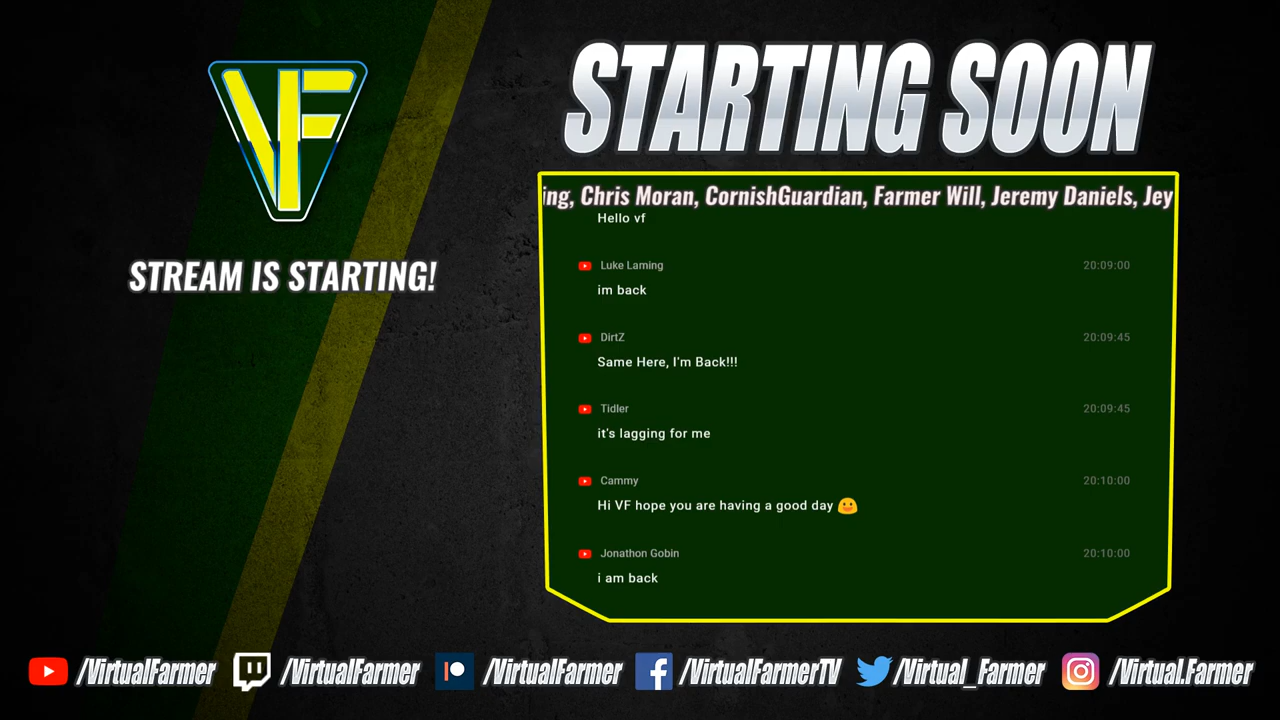 VF
STREAM IS STARTING!
STARTING SOON
ing, Chris Moran, CornishGuardian, Farmer Will, Jeremy Daniels, Jey
Hello vf
Luke Laming 20:09:00
im back
DirtZ 20:09:45
Same Here, I'm Back!!!
Tidler 20:09:45
it's lagging for me
Cammy 20:10:00
Hi VF hope you are having a good day
Jonathon Gobin 20:10:00
i am back
/VirtualFarmer /VirtualFarmer /VirtualFarmer /VirtualFarmerTV /Virtual_Farmer /Virtual.Farmer